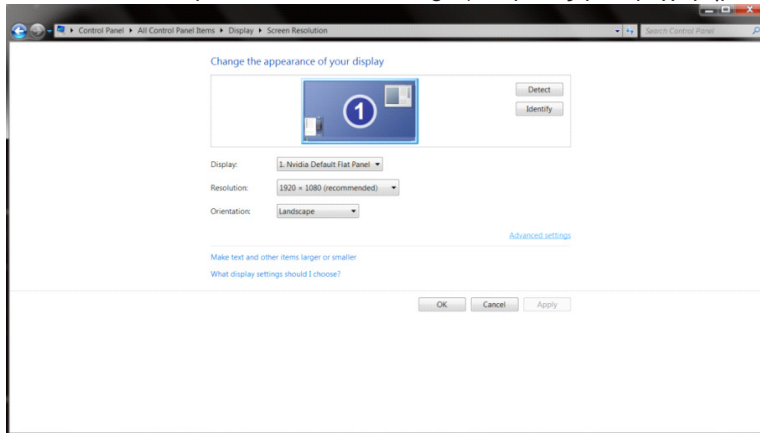 Control Panel ▸ All Control Panel Items ▸ Display ▸ Screen Resolution
Search Control Panel
Change the appearance of your display
1
Detect
Identify
Display: 1. Nvidia Default Flat Panel
Resolution: 1920 × 1080 (recommended)
Orientation: Landscape
Advanced settings
Make text and other items larger or smaller
What display settings should I choose?
OK Cancel Apply